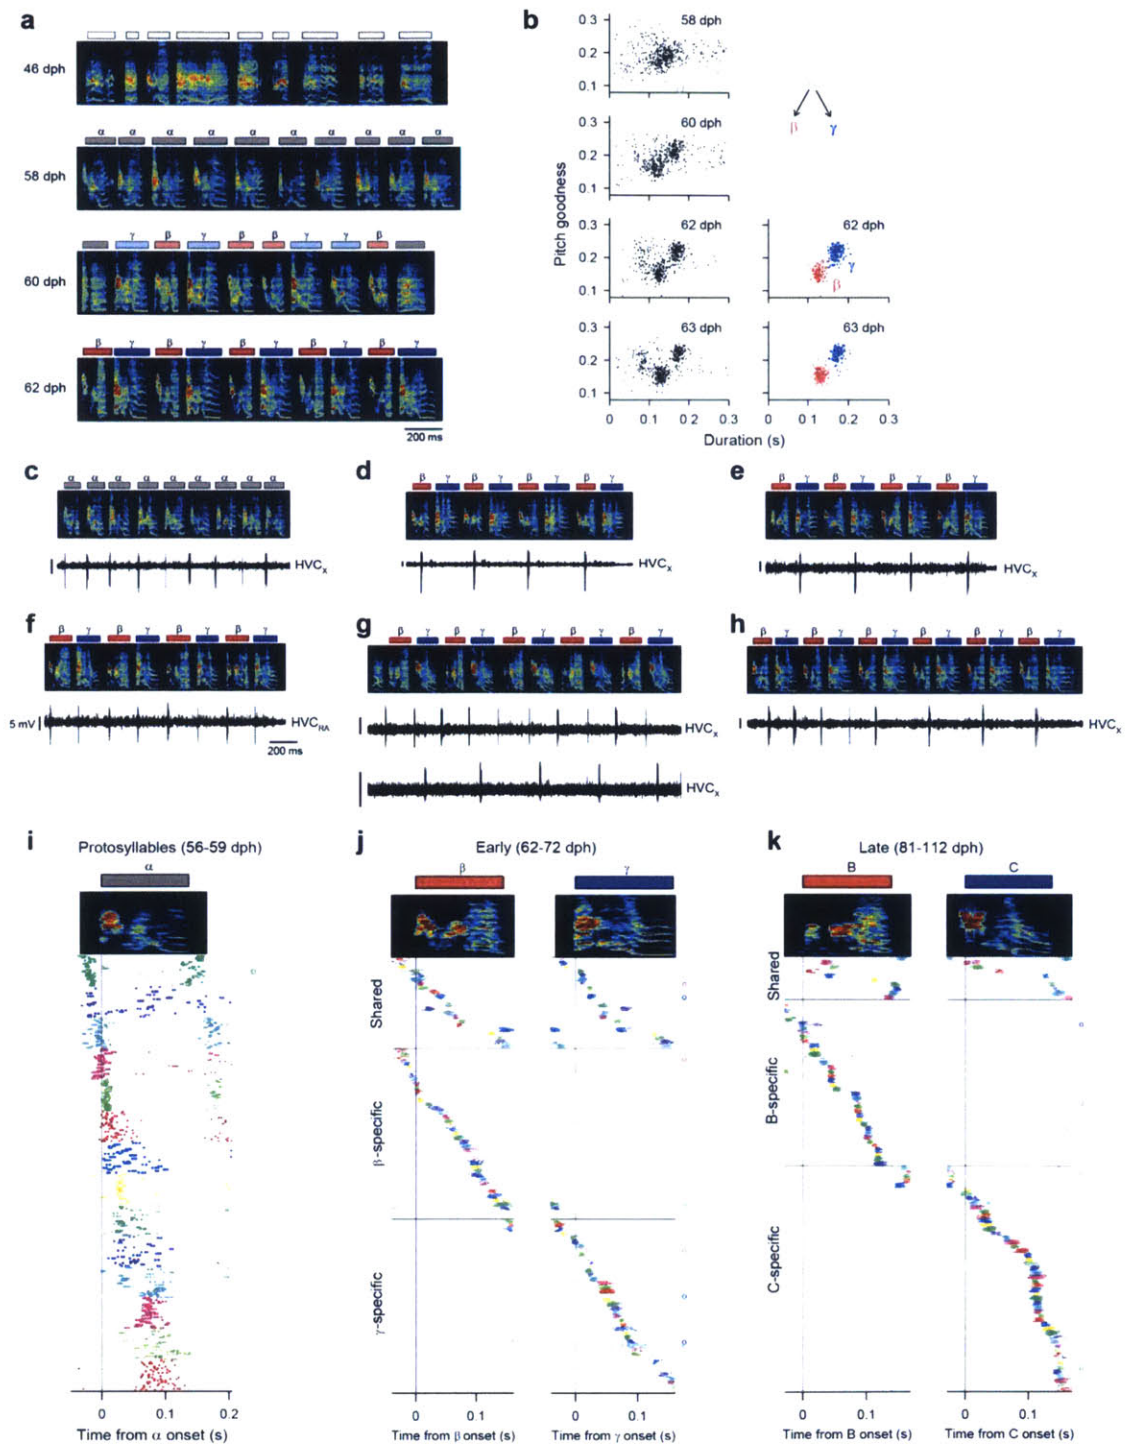 a
46 dph
α α α α α α α α α α
58 dph
γ β γ β β γ γ β
60 dph
β γ β γ β γ β γ β γ
62 dph
200 ms
b
Pitch goodness
0.3
0.2
0.1
58 dph
0.3
0.2
0.1
60 dph
β γ
0.3
0.2
0.1
62 dph
62 dph
γ
β
0.3
0.2
0.1
63 dph
63 dph
0 0.1 0.2 0.3
0 0.1 0.2 0.3
Duration (s)
c
α α α α α α α α α
HVCX
d
β γ β γ β γ β γ
HVCX
e
β γ β γ β γ β γ
HVCX
f
β γ β γ β γ β γ
5 mV
HVCRA
200 ms
g
β γ β γ β γ β γ β γ
HVCX
HVCX
h
β γ β γ β γ β γ β γ
HVCX
i
Protosyllables (56-59 dph)
α
0 0.1 0.2
Time from α onset (s)
j
Early (62-72 dph)
β γ
Shared
β-specific
γ-specific
0 0.1
0 0.1
Time from β onset (s)
Time from γ onset (s)
k
Late (81-112 dph)
B C
Shared
B-specific
C-specific
0 0.1
0 0.1
Time from B onset (s)
Time from C onset (s)